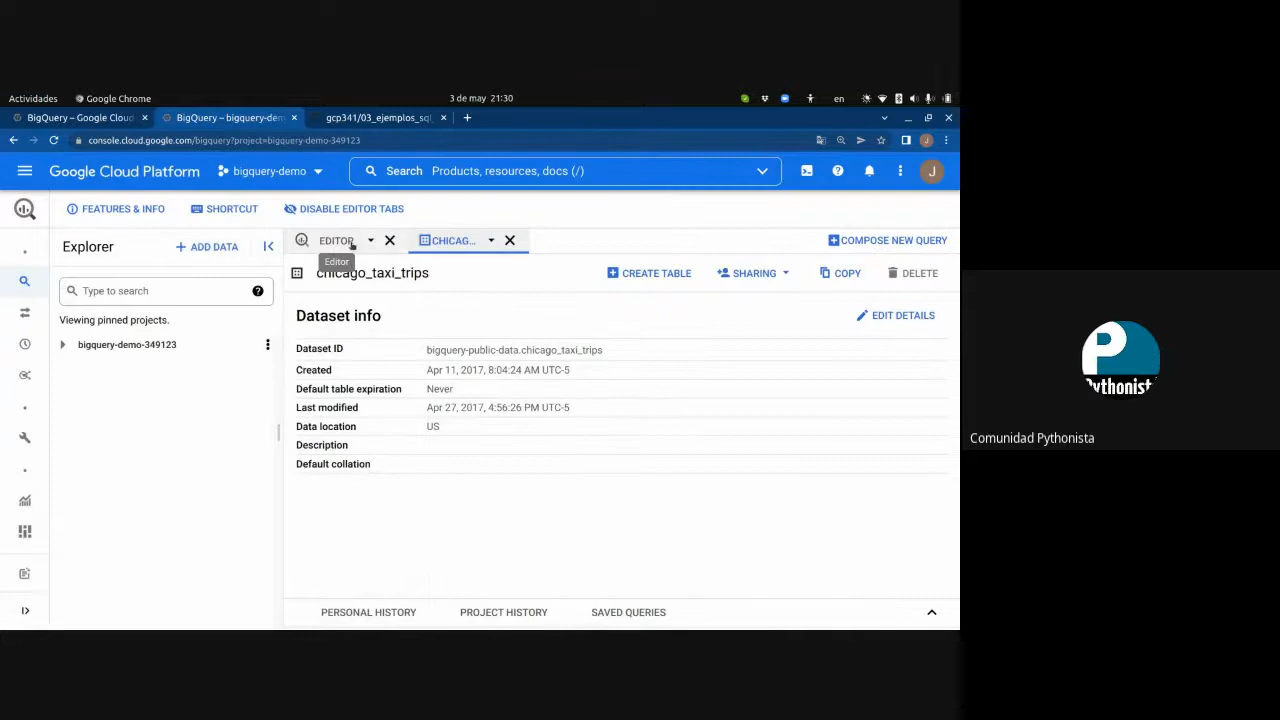 Actividades Google Chrome 3 de may 21:30 en
BigQuery – Google Cloud BigQuery – bigquery-dem gcp341/03_ejemplos_sql
console.cloud.google.com/bigquery?project=bigquery-demo-349123
Google Cloud Platform bigquery-demo Search Products, resources, docs (/) J
FEATURES & INFO SHORTCUT DISABLE EDITOR TABS
Explorer + ADD DATA EDITOR CHICAG... COMPOSE NEW QUERY
Editor
chicago_taxi_trips CREATE TABLE SHARING COPY DELETE
Type to search
Viewing pinned projects.
bigquery-demo-349123
Dataset info EDIT DETAILS
Dataset ID bigquery-public-data.chicago_taxi_trips
Created Apr 11, 2017, 8:04:24 AM UTC-5
Default table expiration Never
Last modified Apr 27, 2017, 4:56:26 PM UTC-5
Data location US
Description
Default collation
PERSONAL HISTORY PROJECT HISTORY SAVED QUERIES
P
Pythonist
Comunidad Pythonista